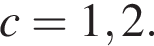 c = 1, 2.